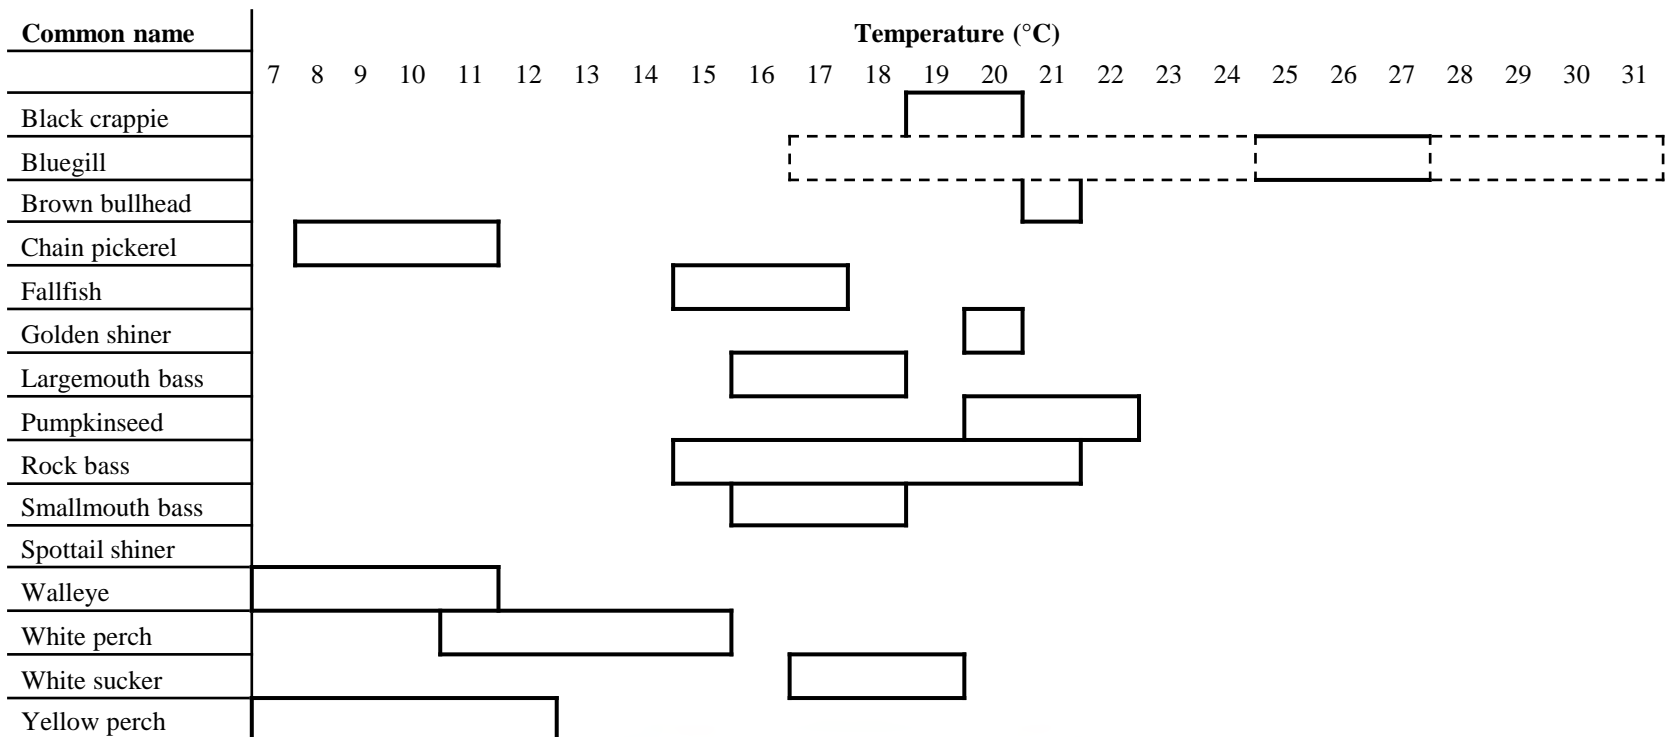 Common name Temperature (°C)
7 8 9 10 11 12 13 14 15 16 17 18 19 20 21 22 23 24 25 26 27 28 29 30 31
Black crappie
Bluegill
Brown bullhead
Chain pickerel
Fallfish
Golden shiner
Largemouth bass
Pumpkinseed
Rock bass
Smallmouth bass
Spottail shiner
Walleye
White perch
White sucker
Yellow perch